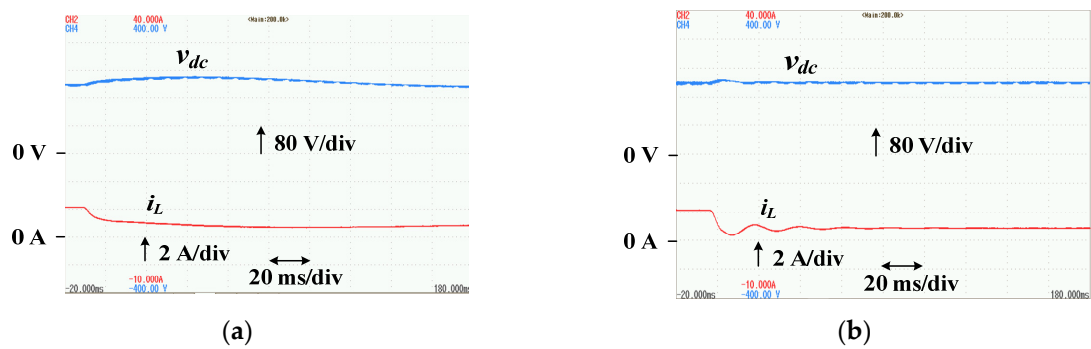 CH2 40.000A <Main:200.0k>
CH4 400.00 V
v_dc
80 V/div
0 V
i_L
0 A
2 A/div
20 ms/div
-10.000A
-20.000ms -400.00 V 180.000ms
(a)
CH2 40.000A <Main:200.0k>
CH4 400.00 V
v_dc
80 V/div
0 V
i_L
0 A
2 A/div
20 ms/div
-10.000A
-20.000ms -400.00 V 180.000ms
(b)